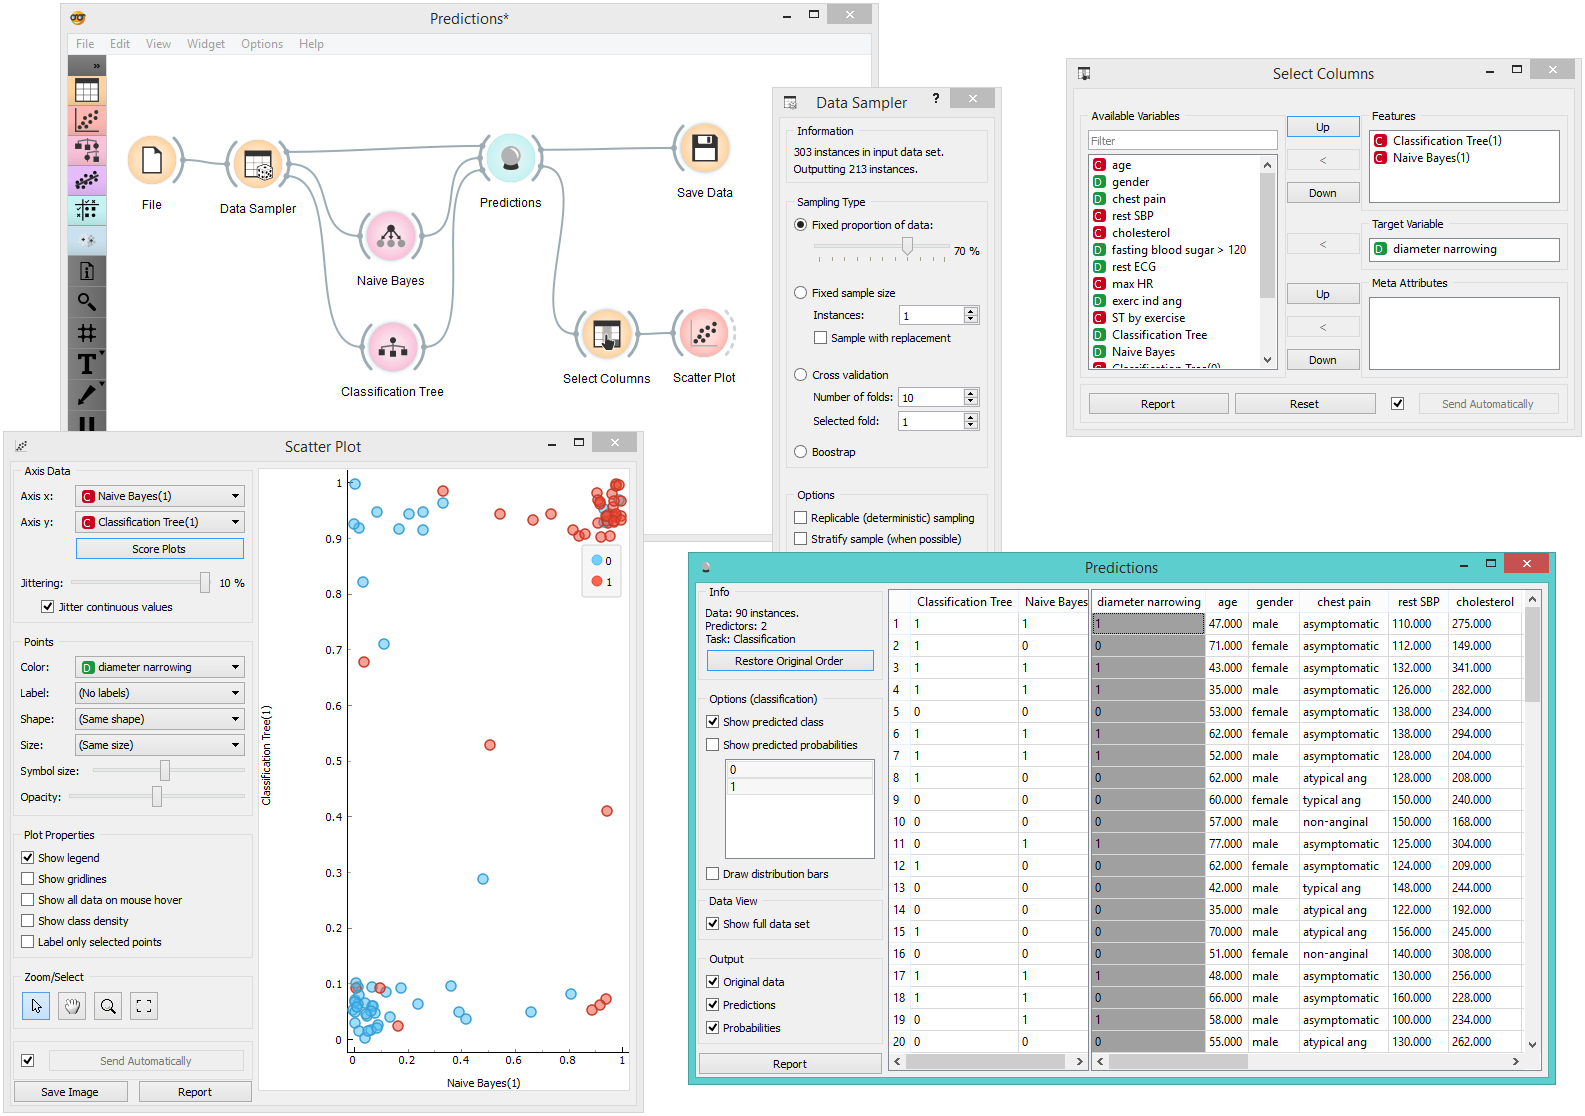 Predictions*
File Edit View Widget Options Help
»
File
Data Sampler
Naive Bayes
Classification Tree
Predictions
Save Data
Select Columns
Scatter Plot
Data Sampler ?
Information
303 instances in input data set.
Outputting 213 instances.
Sampling Type
Fixed proportion of data:
70 %
Fixed sample size
Instances: 1
Sample with replacement
Cross validation
Number of folds: 10
Selected fold: 1
Boostrap
Options
Replicable (deterministic) sampling
Stratify sample (when possible)
Select Columns
Available Variables
Filter
C age
D gender
D chest pain
C rest SBP
C cholesterol
D fasting blood sugar > 120
D rest ECG
C max HR
D exerc ind ang
C ST by exercise
D Classification Tree
D Naive Bayes
C Classification Tree(0)
Up
<
Down
<
Up
<
Down
Features
C Classification Tree(1)
C Naive Bayes(1)
Target Variable
D diameter narrowing
Meta Attributes
Report Reset Send Automatically
Scatter Plot
Axis Data
Axis x: C Naive Bayes(1)
Axis y: C Classification Tree(1)
Score Plots
Jittering: 10 %
Jitter continuous values
Points
Color: D diameter narrowing
Label: (No labels)
Shape: (Same shape)
Size: (Same size)
Symbol size:
Opacity:
Plot Properties
Show legend
Show gridlines
Show all data on mouse hover
Show class density
Label only selected points
Zoom/Select
Send Automatically
Save Image Report
Classification Tree(1)
1
0.9
0.8
0.7
0.6
0.5
0.4
0.3
0.2
0.1
0
0 0.2 0.4 0.6 0.8 1
Naive Bayes(1)
0
1
Predictions
Info
Data: 90 instances.
Predictors: 2
Task: Classification
Restore Original Order
Options (classification)
Show predicted class
Show predicted probabilities
0
1
Draw distribution bars
Data View
Show full data set
Output
Original data
Predictions
Probabilities
Report
Classification Tree Naive Bayes diameter narrowing age gender chest pain rest SBP cholesterol
1 1 1 1 47.000 male asymptomatic 110.000 275.000
2 1 0 0 71.000 female asymptomatic 112.000 149.000
3 1 1 1 43.000 female asymptomatic 132.000 341.000
4 1 1 1 35.000 male asymptomatic 126.000 282.000
5 0 0 0 53.000 female asymptomatic 138.000 234.000
6 1 1 1 62.000 female asymptomatic 138.000 294.000
7 1 1 1 52.000 male asymptomatic 128.000 204.000
8 1 0 0 62.000 male atypical ang 128.000 208.000
9 0 0 0 60.000 female typical ang 150.000 240.000
10 0 0 0 57.000 male non-anginal 150.000 168.000
11 0 1 1 77.000 male asymptomatic 125.000 304.000
12 1 0 0 62.000 female asymptomatic 124.000 209.000
13 0 0 0 42.000 male typical ang 148.000 244.000
14 0 0 0 35.000 male atypical ang 122.000 192.000
15 1 0 0 70.000 male atypical ang 156.000 245.000
16 0 0 0 51.000 female non-anginal 140.000 308.000
17 1 1 1 48.000 male asymptomatic 130.000 256.000
18 1 1 0 66.000 male asymptomatic 160.000 228.000
19 0 1 1 58.000 male asymptomatic 100.000 234.000
20 0 0 0 55.000 male atypical ang 130.000 262.000